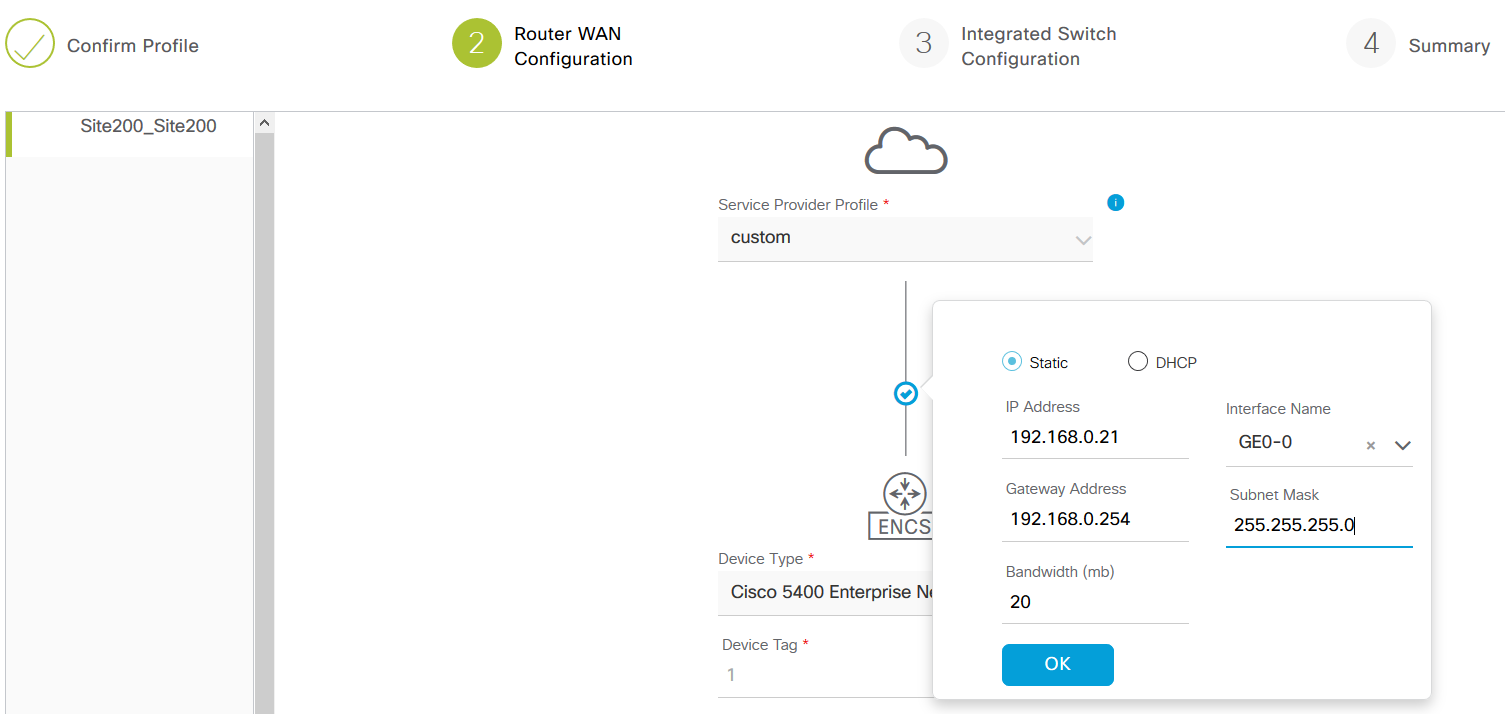 Confirm Profile
2
Router WAN
Configuration
3
Integrated Switch
Configuration
4
Summary
Site200_Site200
Service Provider Profile *
i
custom
Static
DHCP
IP Address
192.168.0.21
Interface Name
GE0-0
×
Gateway Address
192.168.0.254
Subnet Mask
255.255.255.0
Bandwidth (mb)
20
OK
ENCS
Device Type *
Cisco 5400 Enterprise
Device Tag *
1